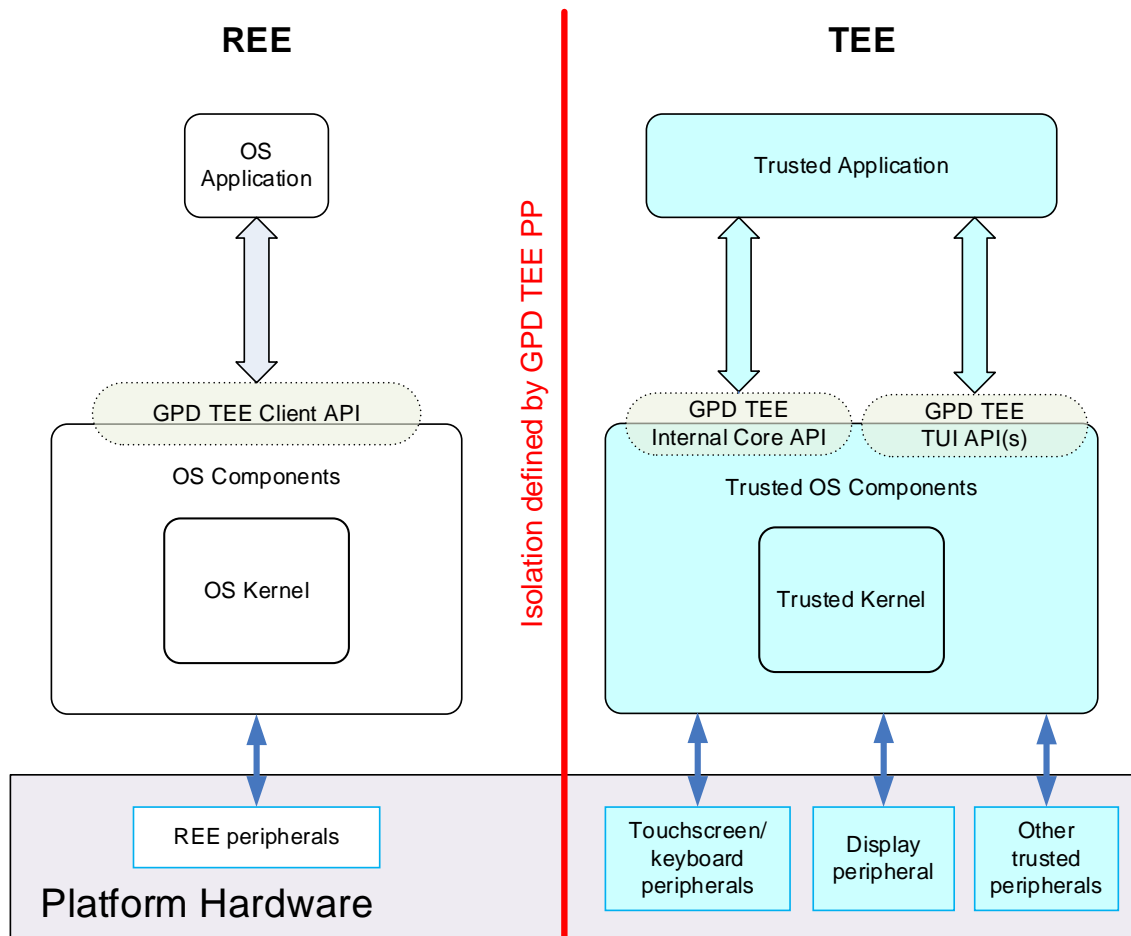 REE
TEE
OS
Application
Trusted Application
Isolation defined by GPD TEE PP
GPD TEE Client API
GPD TEE
Internal Core API
GPD TEE
TUI API(s)
OS Components
Trusted OS Components
OS Kernel
Trusted Kernel
REE peripherals
Touchscreen/
keyboard
peripherals
Display
peripheral
Other
trusted
peripherals
Platform Hardware